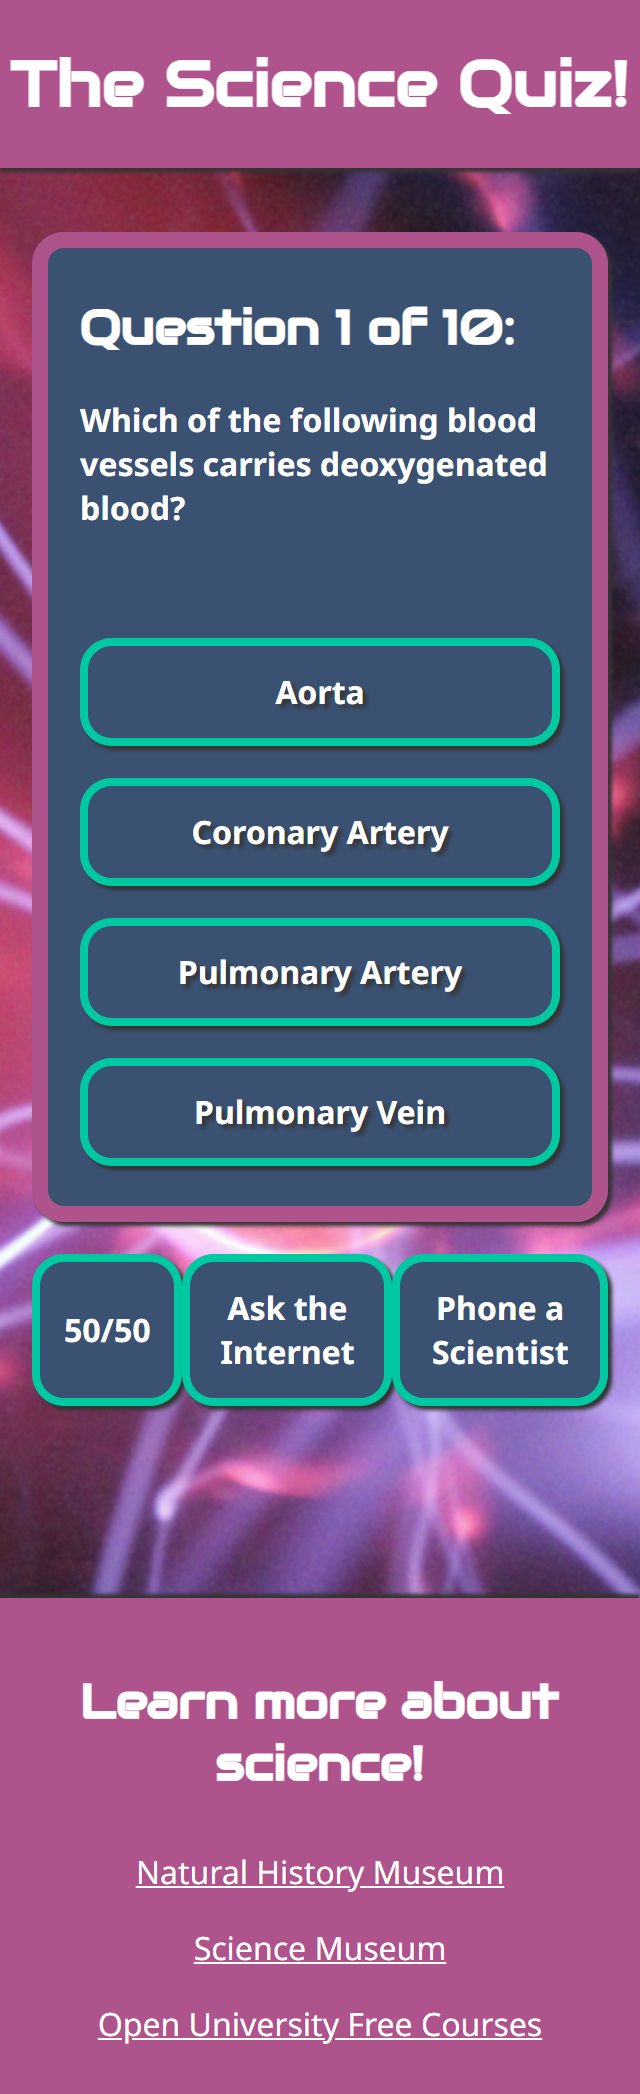 The Science Quiz!
Question 1 of 10:
Which of the following blood
vessels carries deoxygenated
blood?
Aorta
Coronary Artery
Pulmonary Artery
Pulmonary Vein
50/50
Ask the
Internet
Phone a
Scientist
Learn more about
science!
Natural History Museum
Science Museum
Open University Free Courses